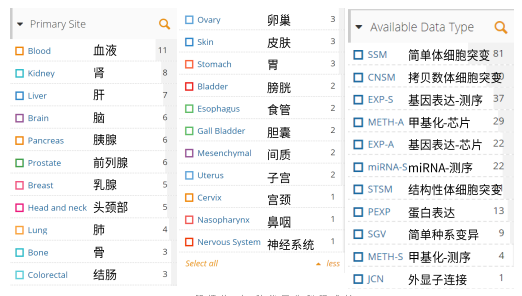 Primary Site
Blood 血液 11
Kidney 肾 8
Liver 肝 7
Brain 脑 6
Pancreas 胰腺 6
Prostate 前列腺 6
Breast 乳腺 5
Head and neck 头颈部 5
Lung 肺 4
Bone 骨 3
Colorectal 结肠 3
Ovary 卵巢 3
Skin 皮肤 3
Stomach 胃 3
Bladder 膀胱 2
Esophagus 食管 2
Gall Bladder 胆囊 2
Mesenchymal 间质 2
Uterus 子宫 2
Cervix 宫颈 1
Nasopharynx 鼻咽 1
Nervous System 神经系统 1
Select all less
Available Data Type
SSM 简单体细胞突变 81
CNSM 拷贝数体细胞突变
EXP-S 基因表达-测序 37
METH-A 甲基化-芯片 29
EXP-A 基因表达-芯片 22
miRNA-S miRNA-测序 22
STSM 结构性体细胞突变
PEXP 蛋白表达 13
SGV 简单种系变异 9
METH-S 甲基化-测序 4
JCN 外显子连接 1